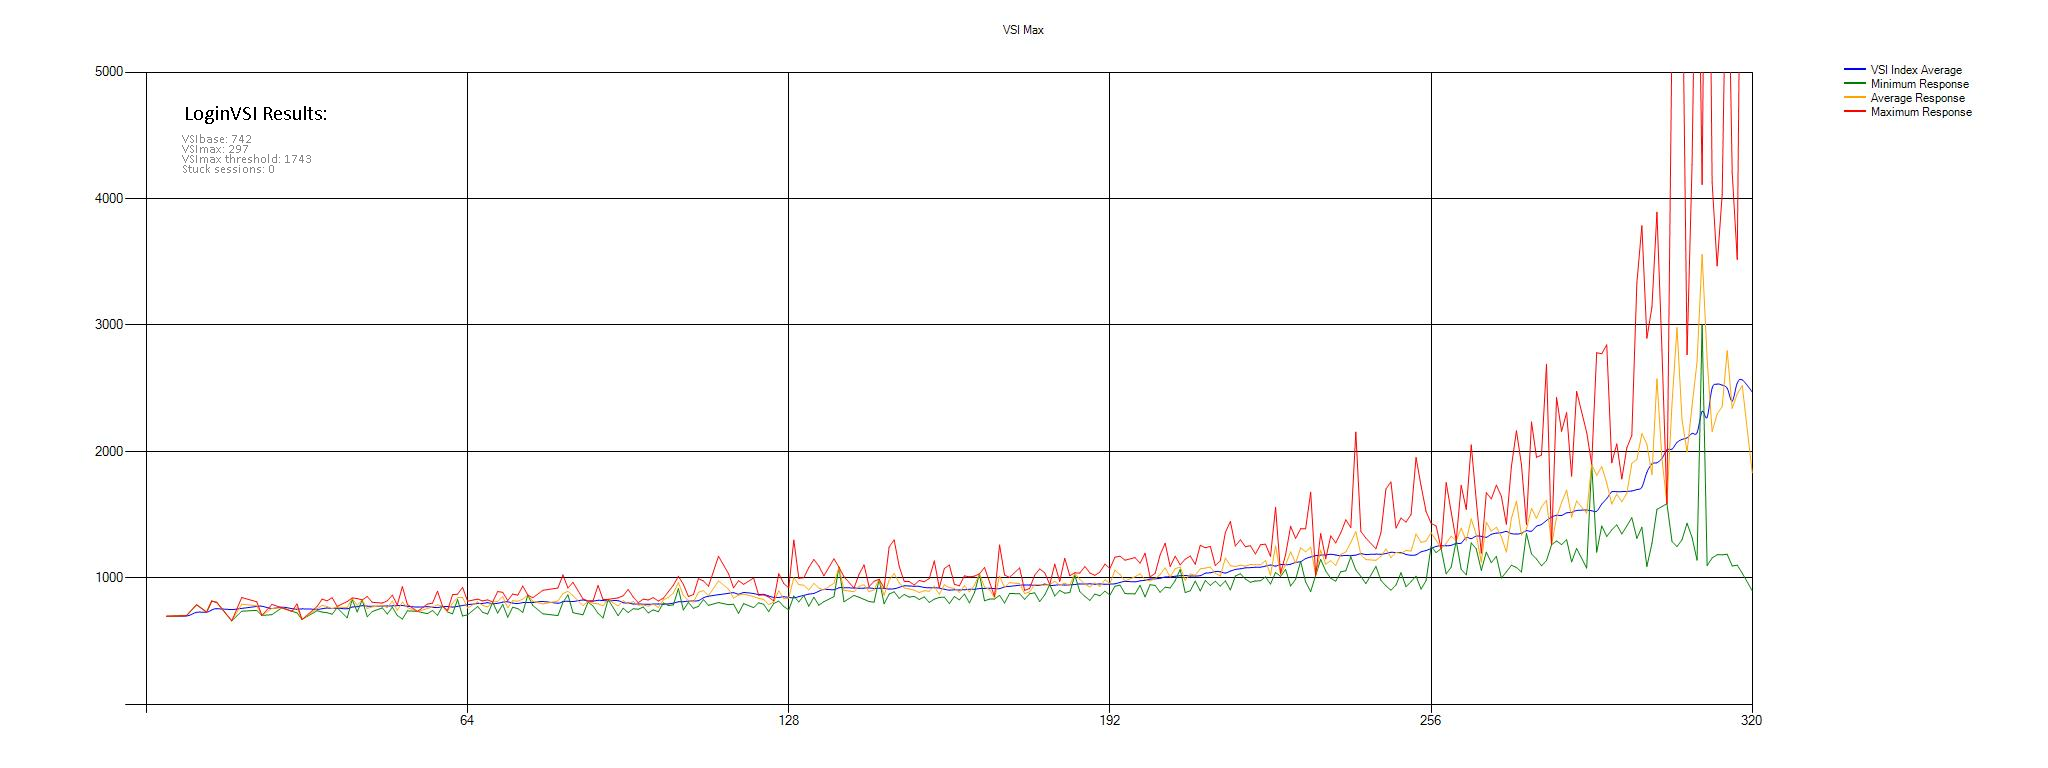 VSI Max
5000
4000
3000
2000
1000
LoginVSI Results:
VSIbase: 742
VSImax: 297
VSImax threshold: 1743
Stuck sessions: 0
VSI Index Average
Minimum Response
Average Response
Maximum Response
64
128
192
256
320